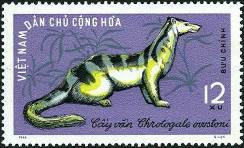 VIỆT NAM DÂN CHỦ CỘNG HÒA
BƯU CHÍNH
12
XU
Cầy vằn Chrotogale owstoni